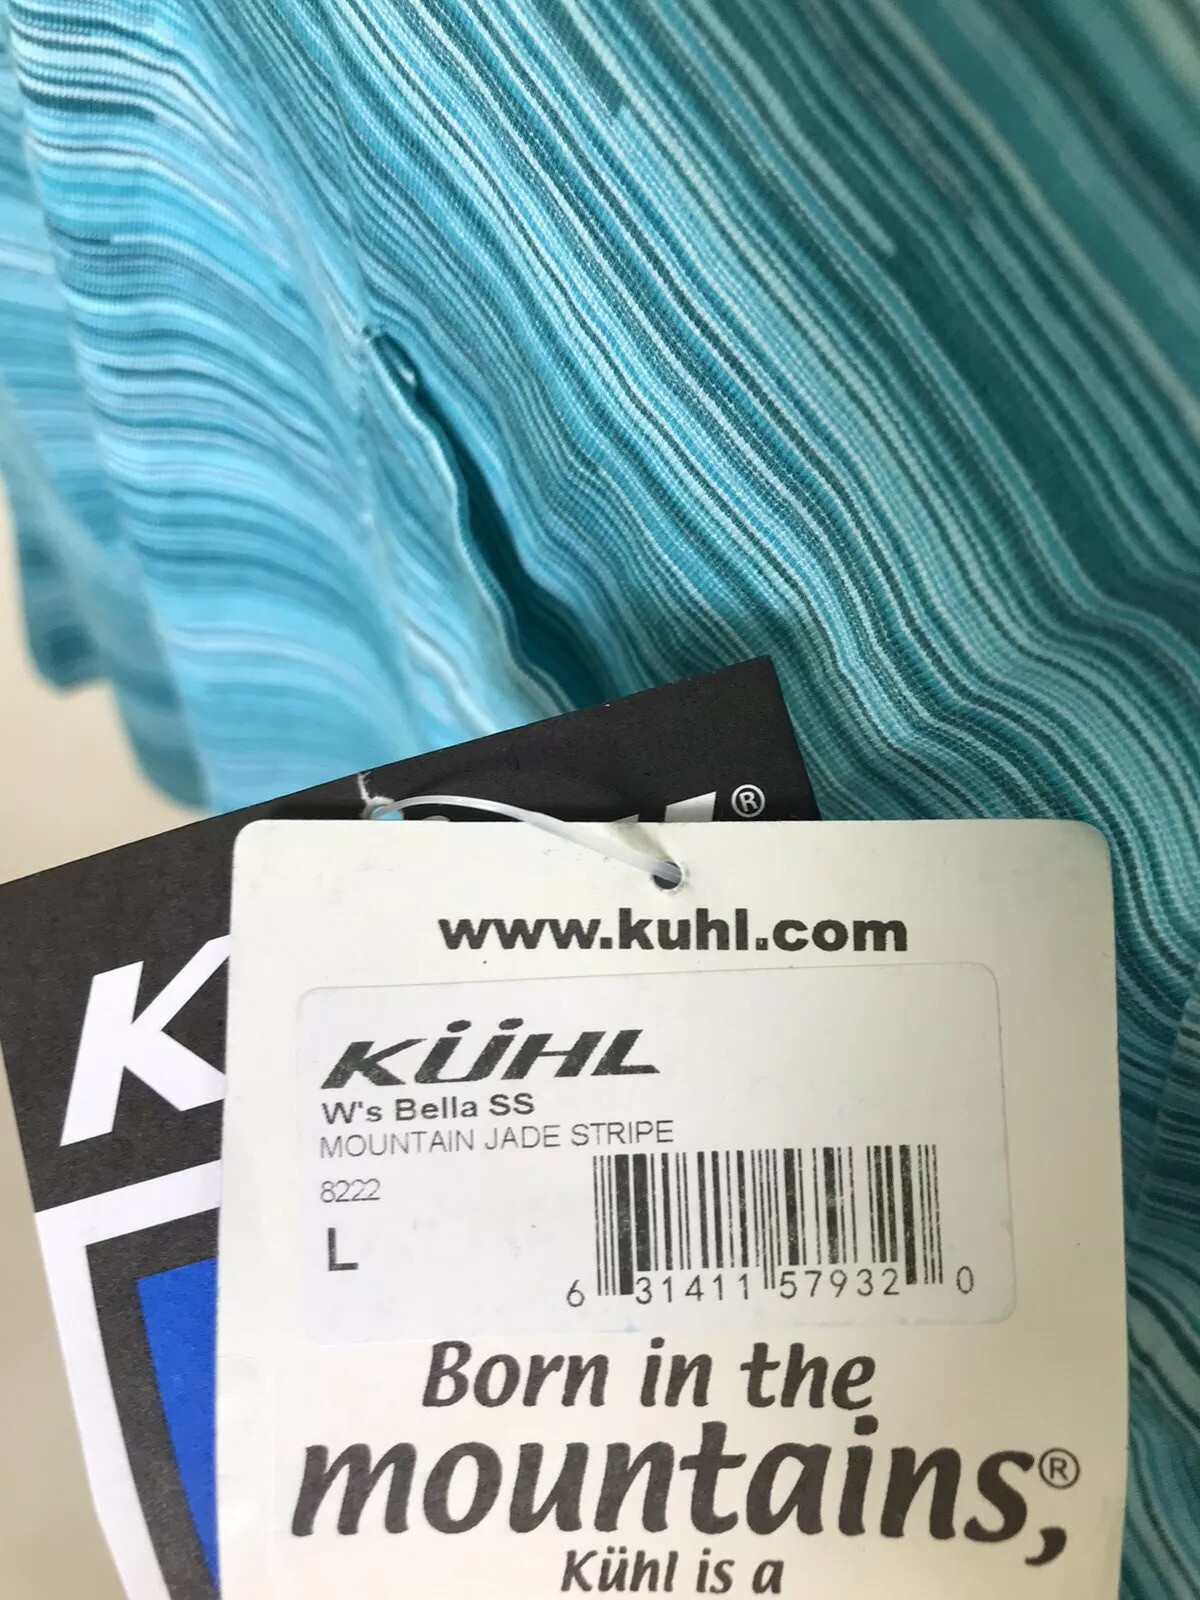 ®
K
www.kuhl.com
KÜHL
W's Bella SS
MOUNTAIN JADE STRIPE
8222
L
6 31411 57932 0
Born in the
mountains,®
Kühl is a